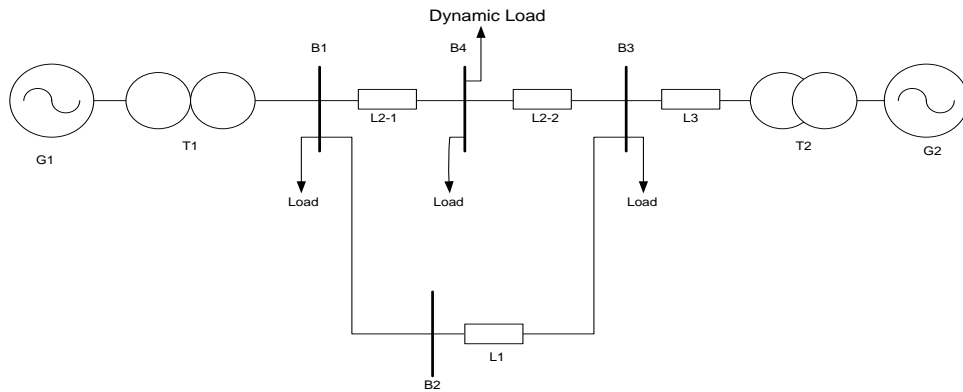 Dynamic Load
B1
B4
B3
L2-1
L2-2
L3
G1
T1
T2
G2
Load
Load
Load
L1
B2